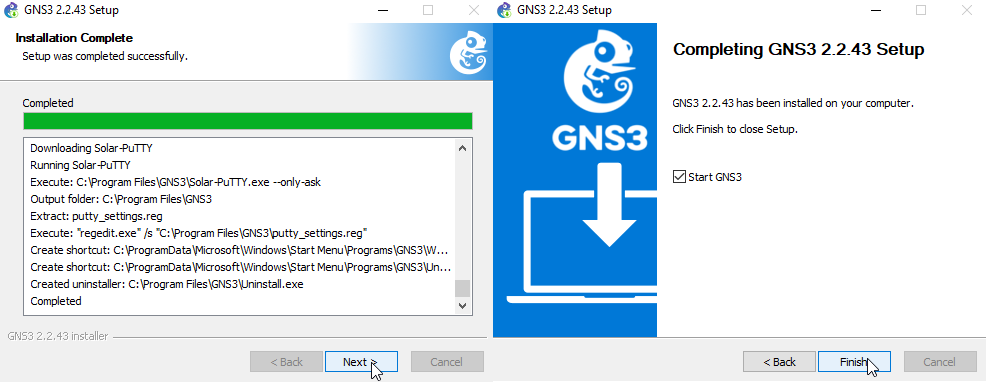 GNS3 2.2.43 Setup
Installation Complete
Setup was completed successfully.
Completed
Downloading Solar-PuTTY
Running Solar-PuTTY
Execute: C:\Program Files\GNS3\Solar-PuTTY.exe --only-ask
Output folder: C:\Program Files\GNS3
Extract: putty_settings.reg
Execute: "regedit.exe" /s "C:\Program Files\GNS3\putty_settings.reg"
Create shortcut: C:\ProgramData\Microsoft\Windows\Start Menu\Programs\GNS3\W...
Create shortcut: C:\ProgramData\Microsoft\Windows\Start Menu\Programs\GNS3\Un...
Created uninstaller: C:\Program Files\GNS3\Uninstall.exe
Completed
GNS3 2.2.43 installer
< Back
Next >
Cancel
GNS3 2.2.43 Setup
GNS3
Completing GNS3 2.2.43 Setup
GNS3 2.2.43 has been installed on your computer.
Click Finish to close Setup.
Start GNS3
< Back
Finish
Cancel